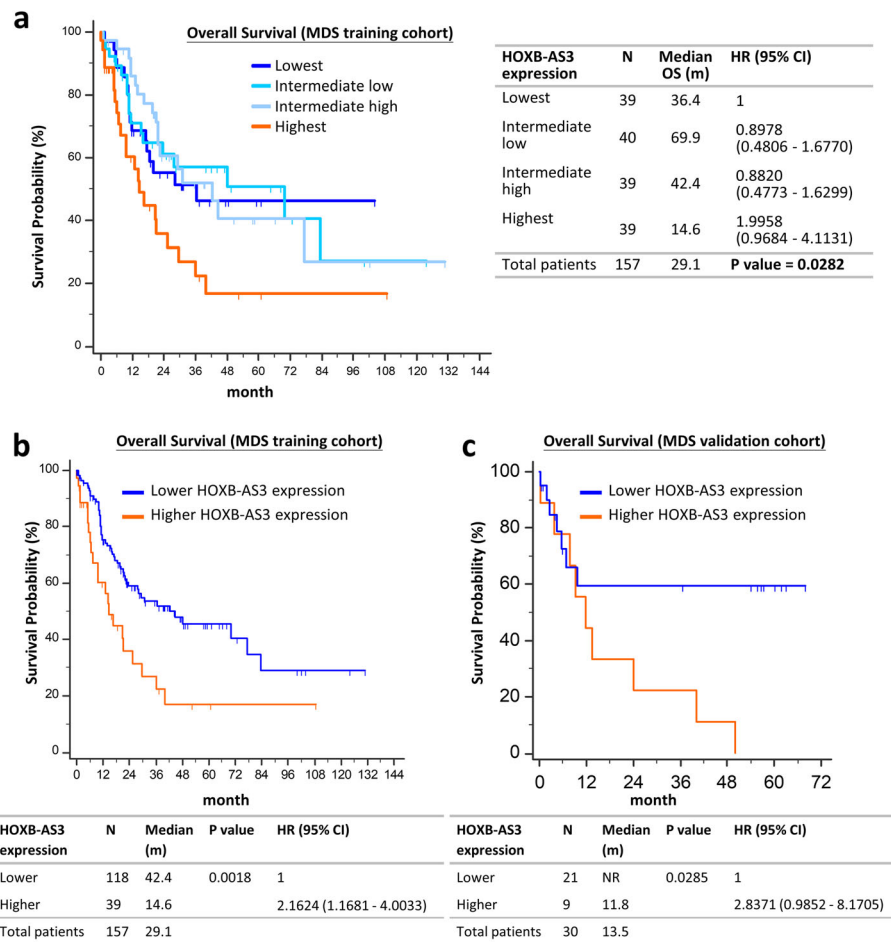 a
Overall Survival (MDS training cohort)
Lowest
Intermediate low
Intermediate high
Highest
Survival Probability (%)
100
80
60
40
20
0
0 12 24 36 48 60 72 84 96 108 120 132 144
month
HOXB-AS3 expression N Median OS (m) HR (95% CI)
Lowest 39 36.4 1
Intermediate low 40 69.9 0.8978 (0.4806 - 1.6770)
Intermediate high 39 42.4 0.8820 (0.4773 - 1.6299)
Highest 39 14.6 1.9958 (0.9684 - 4.1131)
Total patients 157 29.1 P value = 0.0282
b
Overall Survival (MDS training cohort)
Lower HOXB-AS3 expression
Higher HOXB-AS3 expression
Survival Probability (%)
100
80
60
40
20
0
0 12 24 36 48 60 72 84 96 108 120 132 144
month
HOXB-AS3 expression N Median (m) P value HR (95% CI)
Lower 118 42.4 0.0018 1
Higher 39 14.6 2.1624 (1.1681 - 4.0033)
Total patients 157 29.1
c
Overall Survival (MDS validation cohort)
Lower HOXB-AS3 expression
Higher HOXB-AS3 expression
Survival Probability (%)
100
80
60
40
20
0
0 12 24 36 48 60 72
month
HOXB-AS3 expression N Median (m) P value HR (95% CI)
Lower 21 NR 0.0285 1
Higher 9 11.8 2.8371 (0.9852 - 8.1705)
Total patients 30 13.5